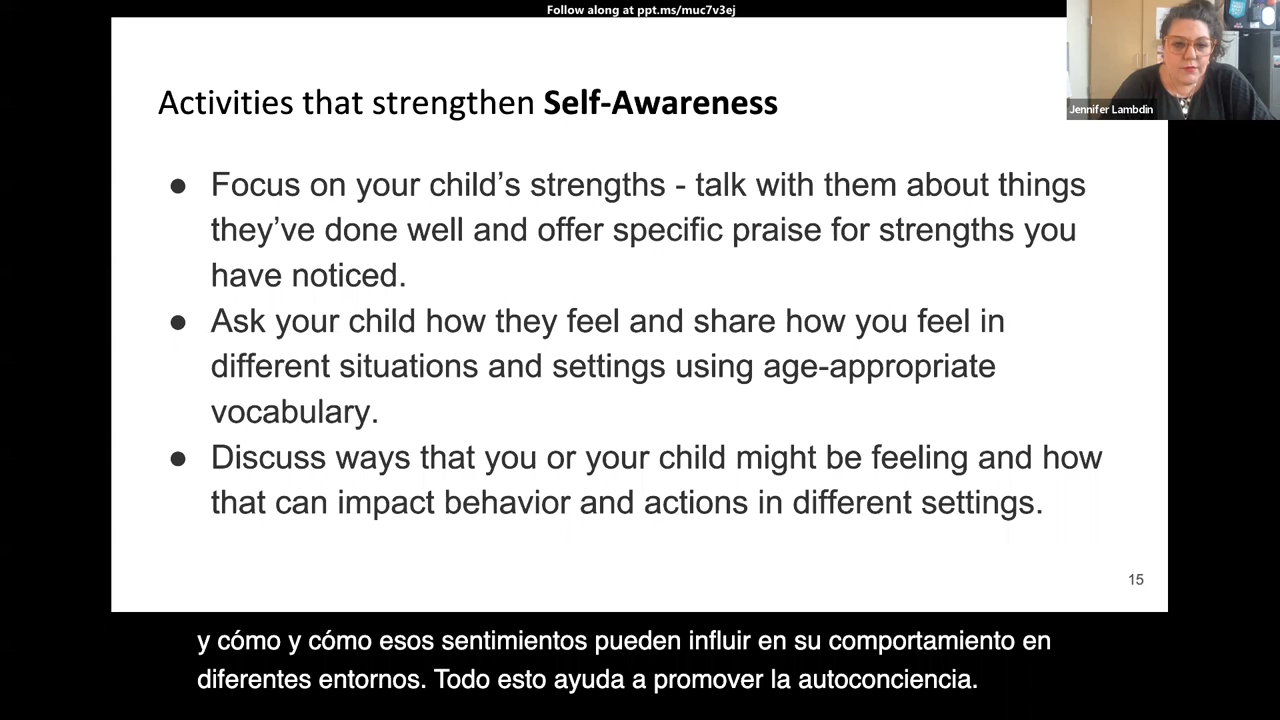 Follow along at ppt.ms/muc7v3ej
Jennifer Lambdin
Activities that strengthen Self-Awareness
● Focus on your child's strengths - talk with them about things
they've done well and offer specific praise for strengths you
have noticed.
● Ask your child how they feel and share how you feel in
different situations and settings using age-appropriate
vocabulary.
● Discuss ways that you or your child might be feeling and how
that can impact behavior and actions in different settings.
15
y cómo y cómo esos sentimientos pueden influir en su comportamiento en
diferentes entornos. Todo esto ayuda a promover la autoconciencia.